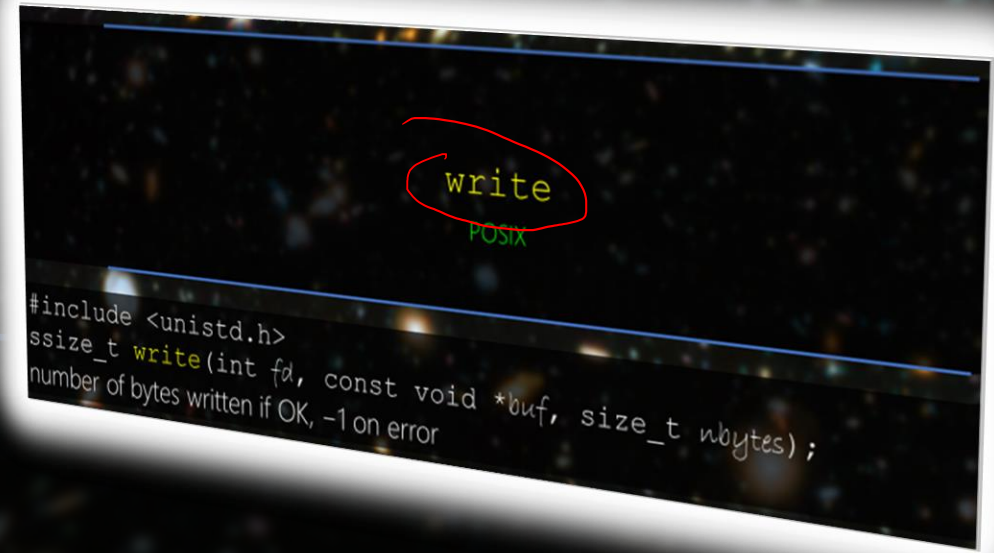 write
POSIX
#include <unistd.h>
ssize_t write(int fd, const void *buf, size_t nbytes);
number of bytes written if OK, –1 on error